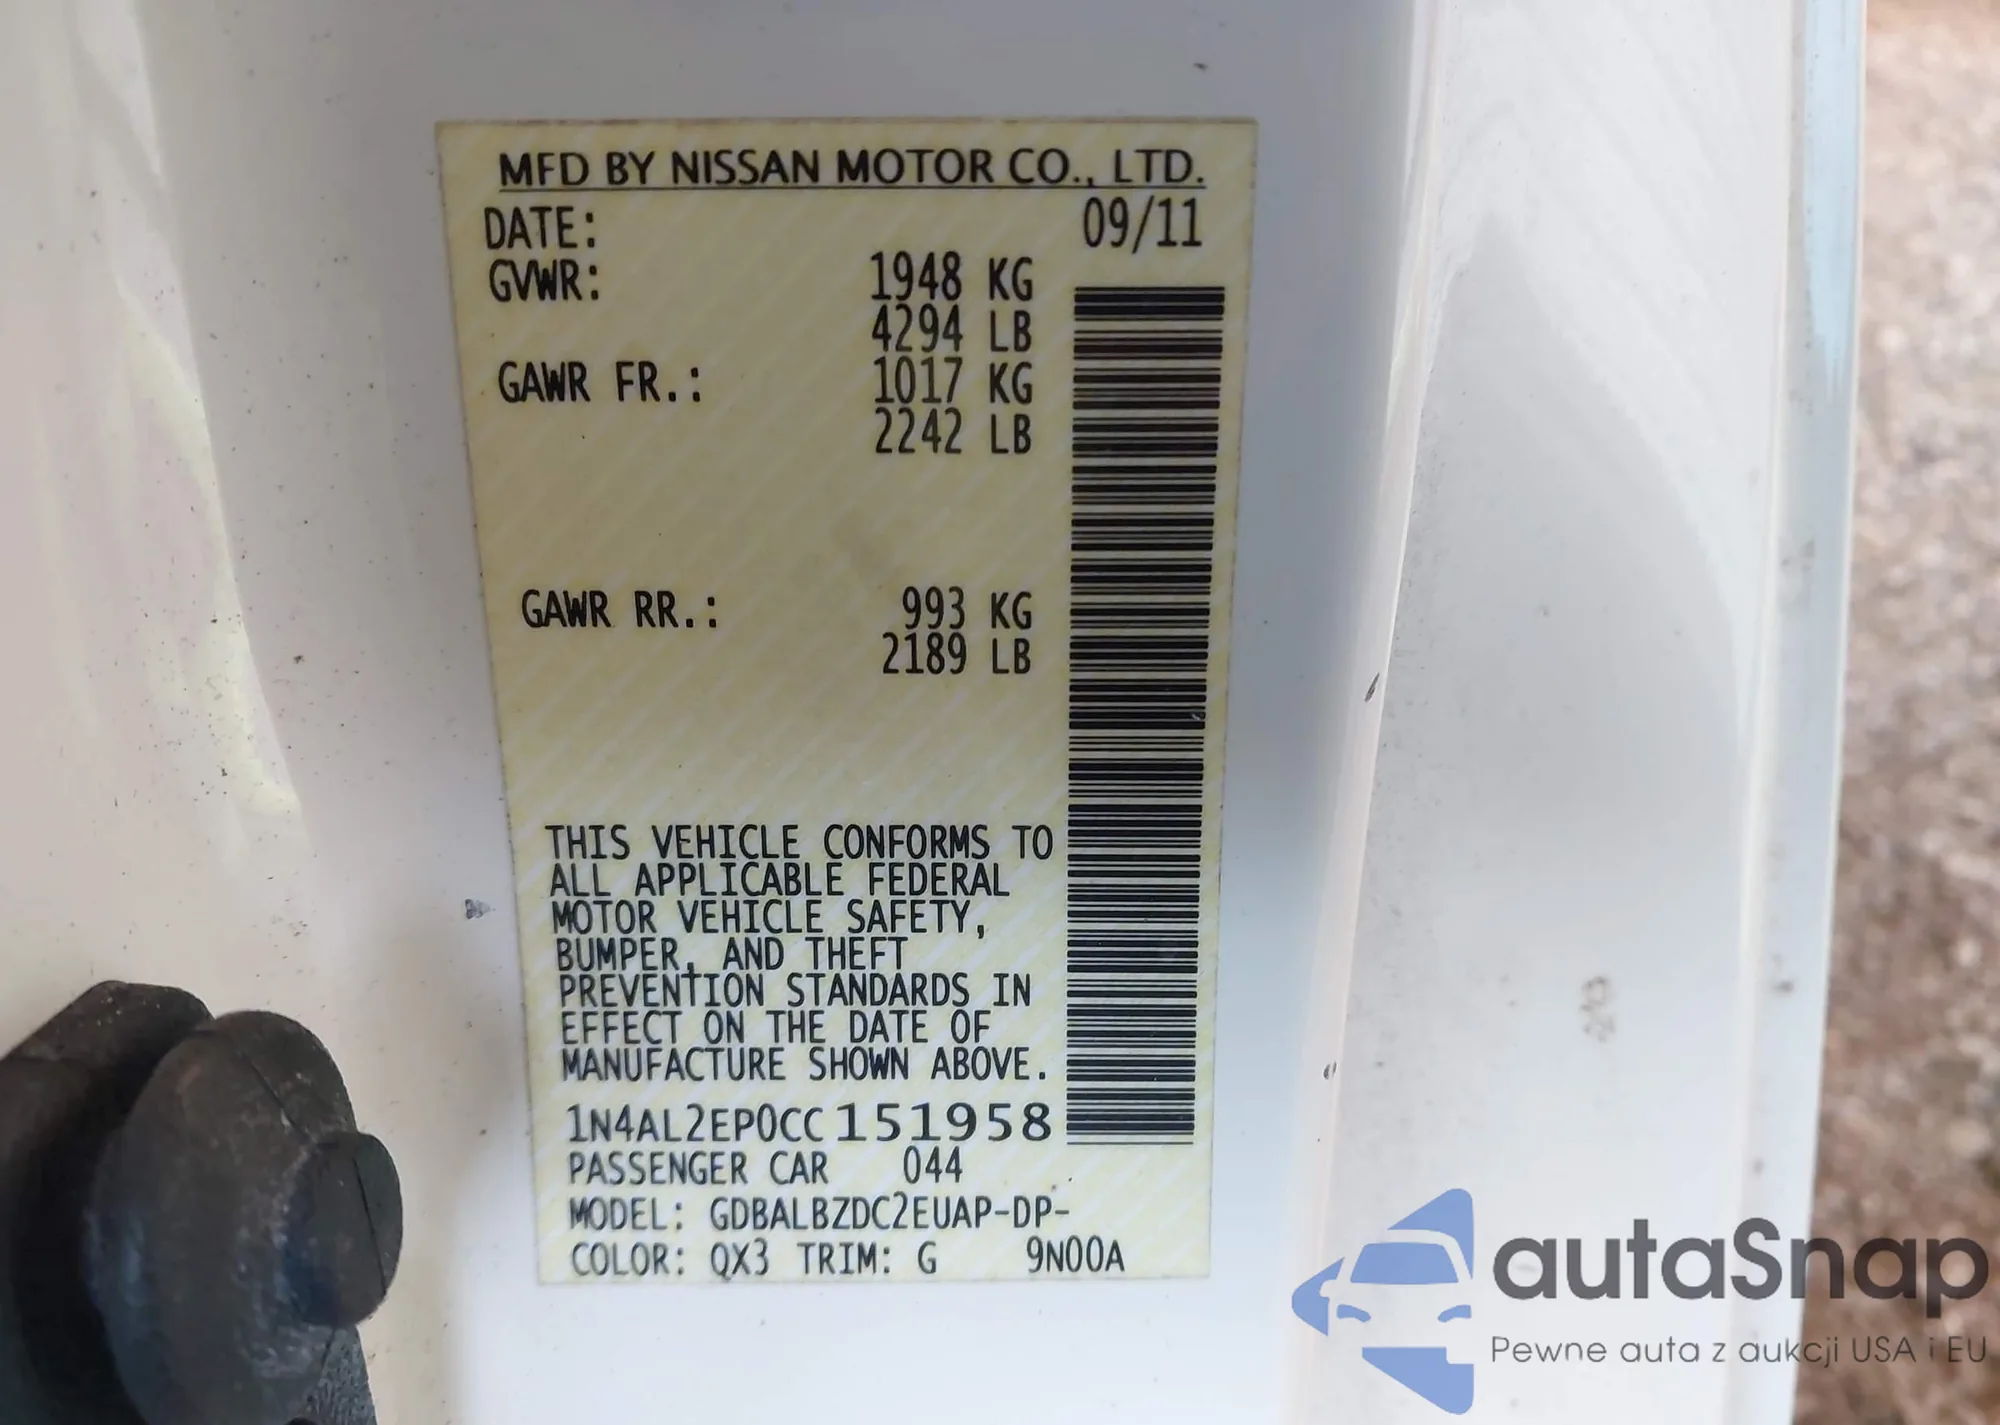 MFD BY NISSAN MOTOR CO., LTD.
DATE: 09/11
GVWR: 1948 KG
4294 LB
GAWR FR.: 1017 KG
2242 LB
GAWR RR.: 993 KG
2189 LB
THIS VEHICLE CONFORMS TO
ALL APPLICABLE FEDERAL
MOTOR VEHICLE SAFETY,
BUMPER, AND THEFT
PREVENTION STANDARDS IN
EFFECT ON THE DATE OF
MANUFACTURE SHOWN ABOVE.
1N4AL2EP0CC151958
PASSENGER CAR 044
MODEL: GDBALBZDC2EUAP-DP-
COLOR: QX3 TRIM: G 9N00A
autaSnap
Pewne auta z aukcji USA i EU